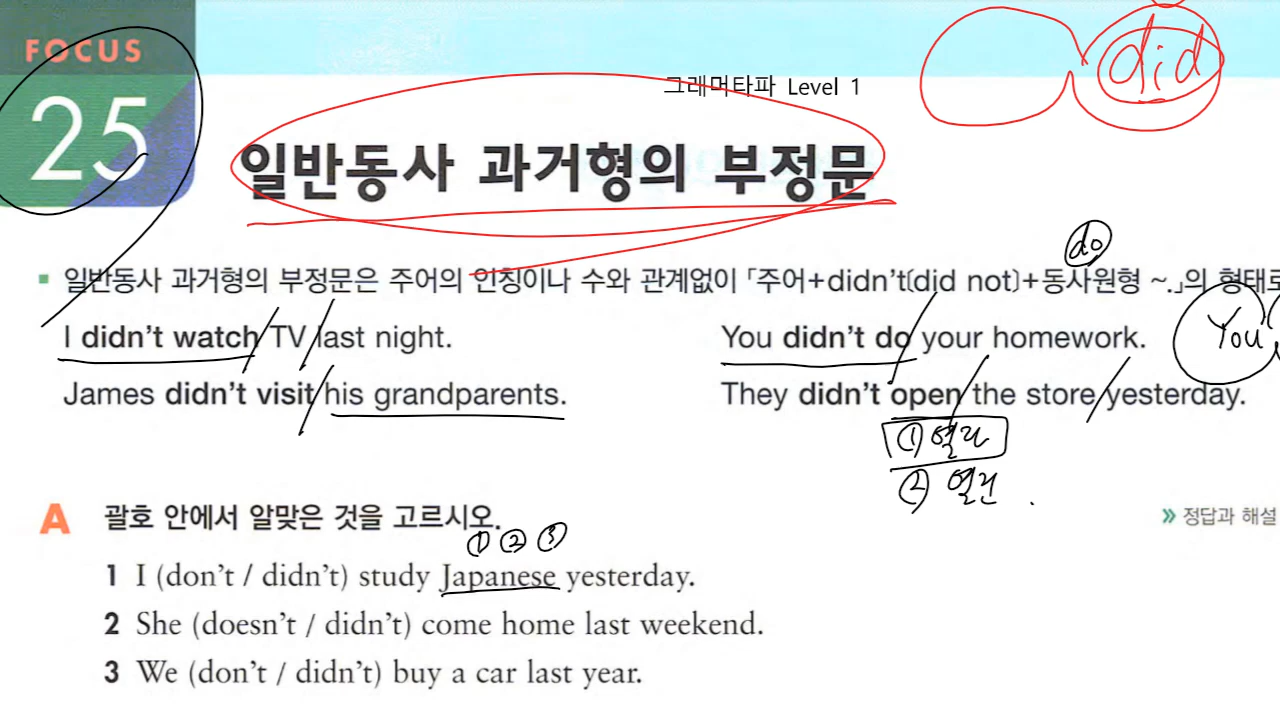 FOCUS
25
did
그래머타파 Level 1
일반동사 과거형의 부정문
do
일반동사 과거형의 부정문은 주어의 인칭이나 수와 관계없이 「주어+didn't(did not)+동사원형 ~.」의 형태로
I didn't watch TV last night.
You didn't do your homework.
You
James didn't visit his grandparents.
They didn't open the store yesterday.
① 열다
② 열린
A 괄호 안에서 알맞은 것을 고르시오.
» 정답과 해설
① ② ③
1 I (don't / didn't) study Japanese yesterday.
2 She (doesn't / didn't) come home last weekend.
3 We (don't / didn't) buy a car last year.